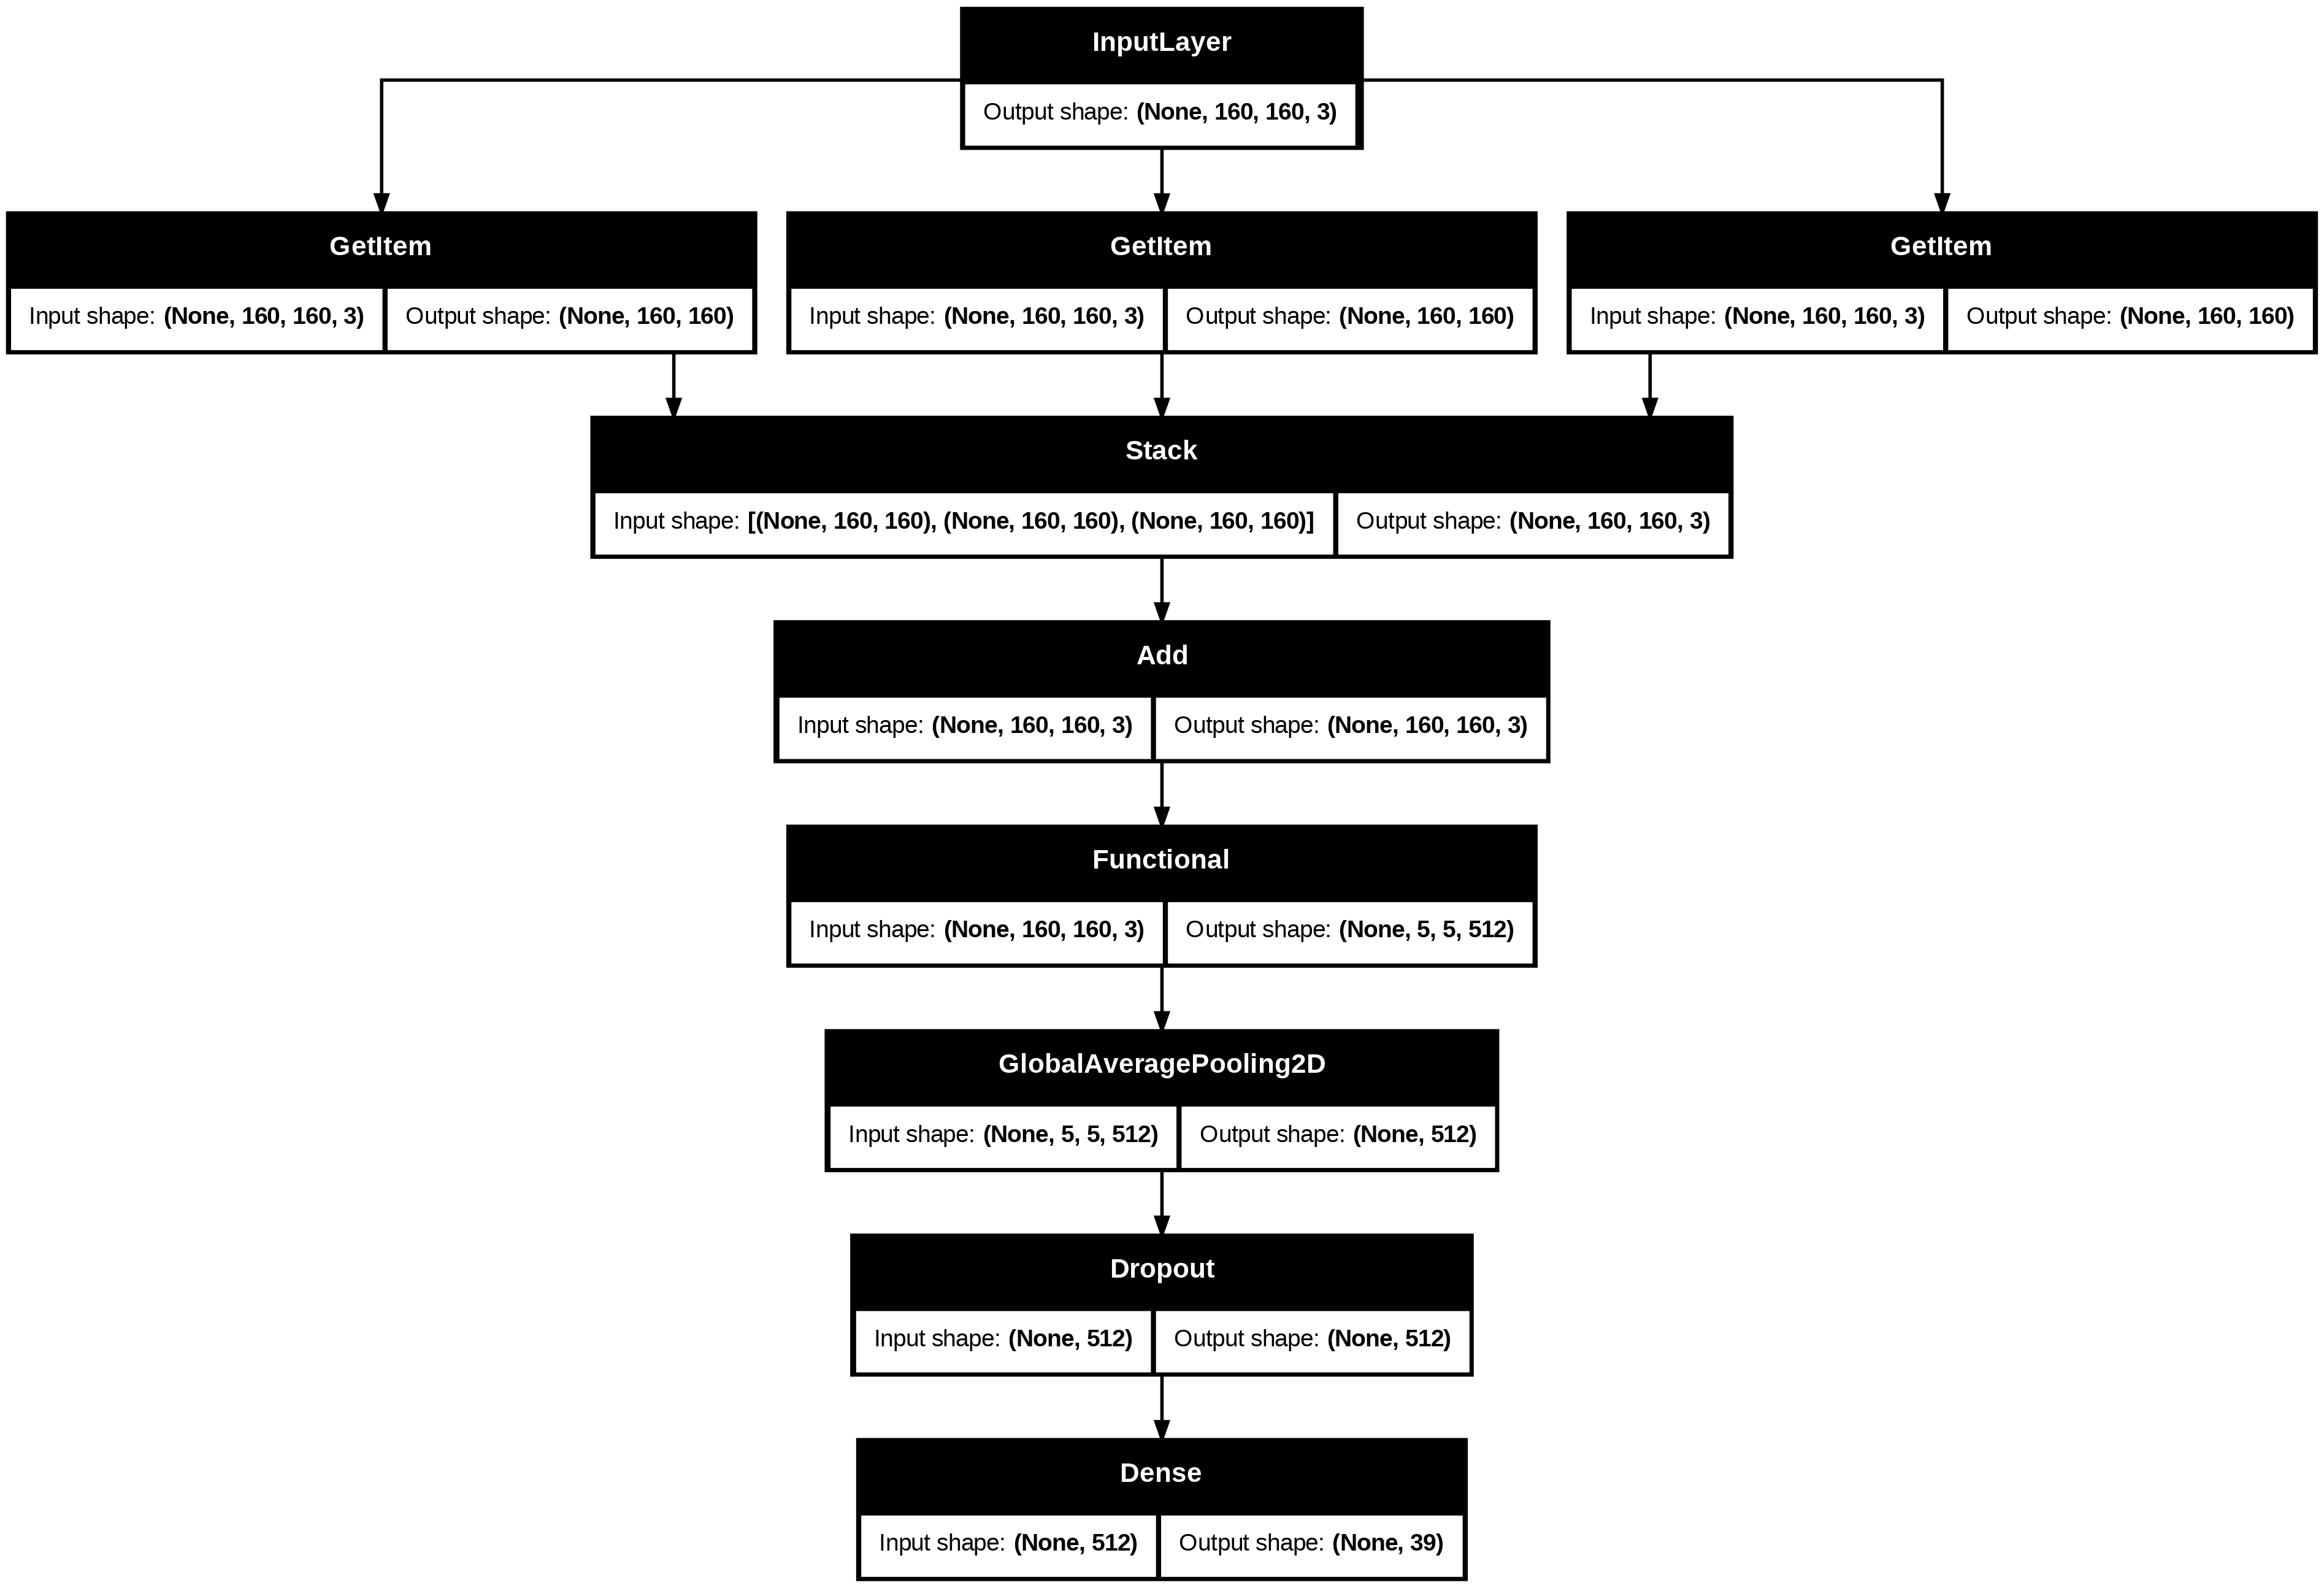 InputLayer
Output shape: (None, 160, 160, 3)
GetItem
Input shape: (None, 160, 160, 3) Output shape: (None, 160, 160)
GetItem
Input shape: (None, 160, 160, 3) Output shape: (None, 160, 160)
GetItem
Input shape: (None, 160, 160, 3) Output shape: (None, 160, 160)
Stack
Input shape: [(None, 160, 160), (None, 160, 160), (None, 160, 160)] Output shape: (None, 160, 160, 3)
Add
Input shape: (None, 160, 160, 3) Output shape: (None, 160, 160, 3)
Functional
Input shape: (None, 160, 160, 3) Output shape: (None, 5, 5, 512)
GlobalAveragePooling2D
Input shape: (None, 5, 5, 512) Output shape: (None, 512)
Dropout
Input shape: (None, 512) Output shape: (None, 512)
Dense
Input shape: (None, 512) Output shape: (None, 39)